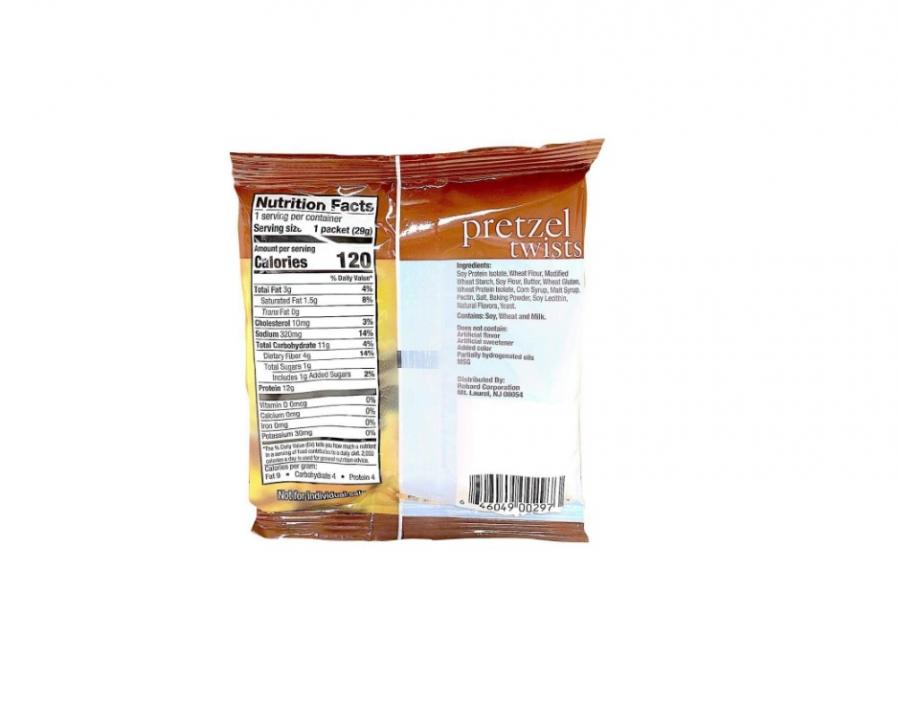 Nutrition Facts
1 serving per container
Serving size 1 packet (29g)
Amount per serving
Calories 120
% Daily Value*
Total Fat 3g 4%
Saturated Fat 1.5g 8%
Trans Fat 0g
Cholesterol 10mg 3%
Sodium 320mg 14%
Total Carbohydrate 11g 4%
Dietary Fiber 4g 14%
Total Sugars 1g
Includes 1g Added Sugars 2%
Protein 12g
Vitamin D 0mcg 0%
Calcium 0mg 0%
Iron 0mg 0%
Potassium 30mg 0%
*The % Daily Value (DV) tells you how much a nutrient
in a serving of food contributes to a daily diet. 2,000
calories a day is used for general nutrition advice.
Calories per gram:
Fat 9 • Carbohydrate 4 • Protein 4
Not for Individual
pretzel
twists
Ingredients:
Soy Protein Isolate, Wheat Flour, Modified
Wheat Starch, Soy Flour, Butter, Wheat Gluten,
Wheat Protein Isolate, Corn Syrup, Malt Syrup,
Pectin, Salt, Baking Powder, Soy Lecithin,
Natural Flavors, Yeast.
Contains: Soy, Wheat and Milk.
Does not contain:
Artificial flavor
Artificial sweetener
Added color
Partially hydrogenated oils
MSG
Distributed By:
Robard Corporation
Mt. Laurel, NJ 08054
46049 00297